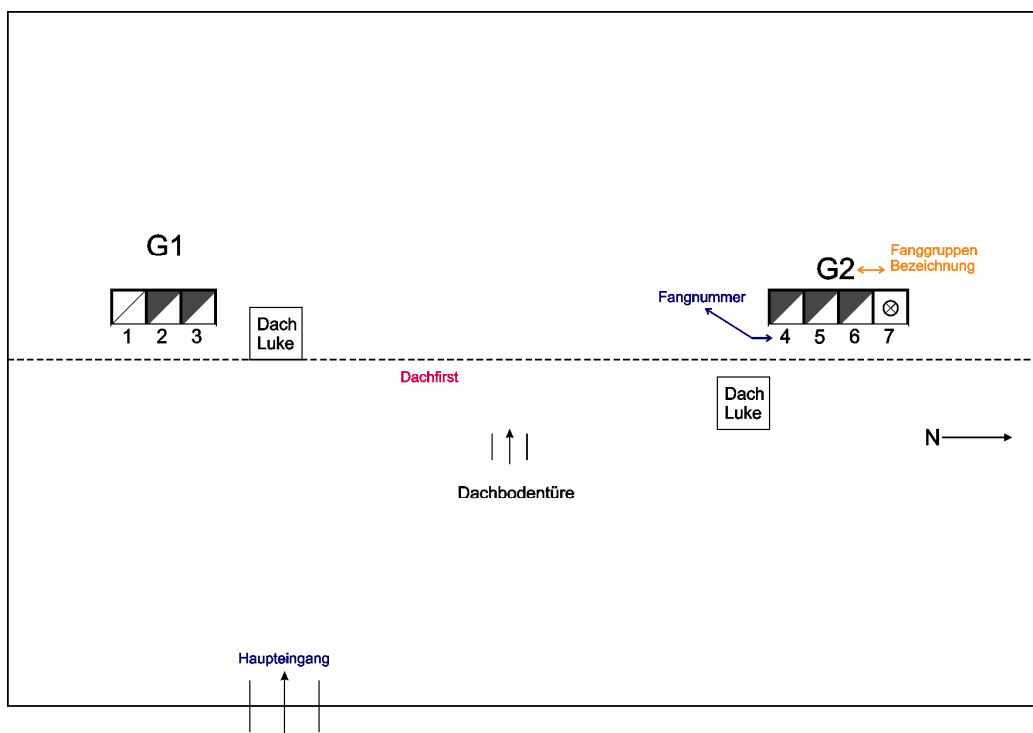 G1
1 2 3
Dach
Luke
Fanggruppen
Bezeichnung
G2
Fangnummer
4 5 6 7
Dachfirst
Dach
Luke
N
Dachbodentüre
Haupteingang